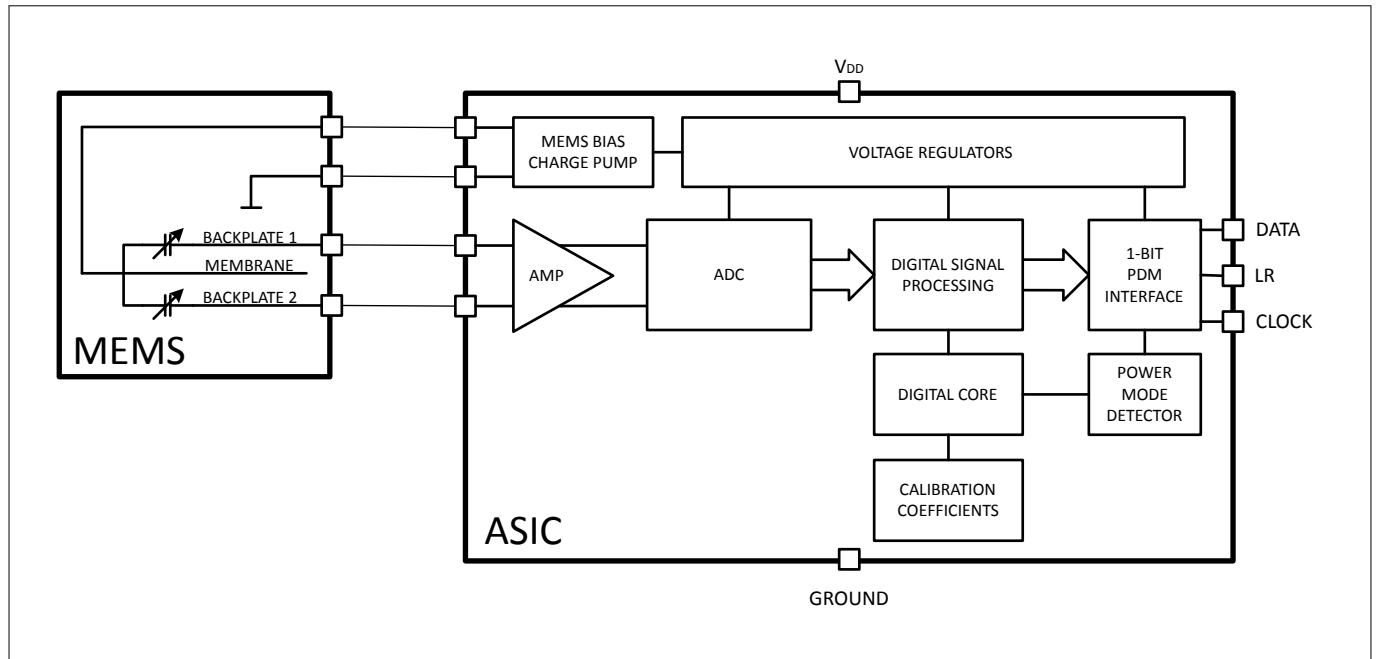 VDD
MEMS BIAS
CHARGE PUMP
VOLTAGE REGULATORS
BACKPLATE 1
MEMBRANE
BACKPLATE 2
MEMS
AMP
ADC
DIGITAL SIGNAL
PROCESSING
1-BIT
PDM
INTERFACE
DATA
LR
CLOCK
DIGITAL CORE
POWER
MODE
DETECTOR
CALIBRATION
COEFFICIENTS
ASIC
GROUND